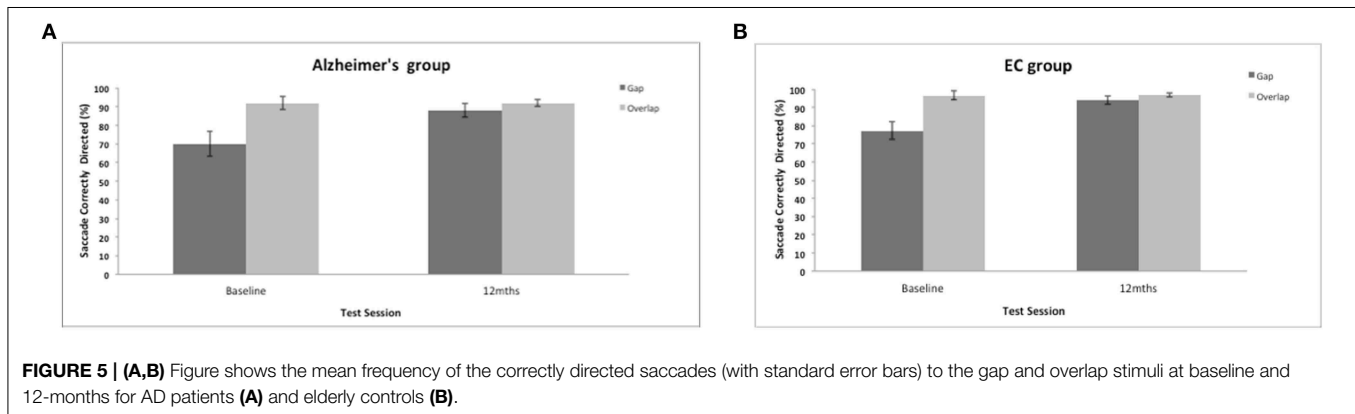 A
Alzheimer's group
Saccade Correctly Directed (%)
100
90
80
70
60
50
40
30
20
10
0
Gap
Overlap
Baseline
12mths
Test Session
B
EC group
Saccade Correctly Directed (%)
100
90
80
70
60
50
40
30
20
10
0
Gap
Overlap
Baseline
12mths
Test Session
FIGURE 5 | (A,B) Figure shows the mean frequency of the correctly directed saccades (with standard error bars) to the gap and overlap stimuli at baseline and
12-months for AD patients (A) and elderly controls (B).